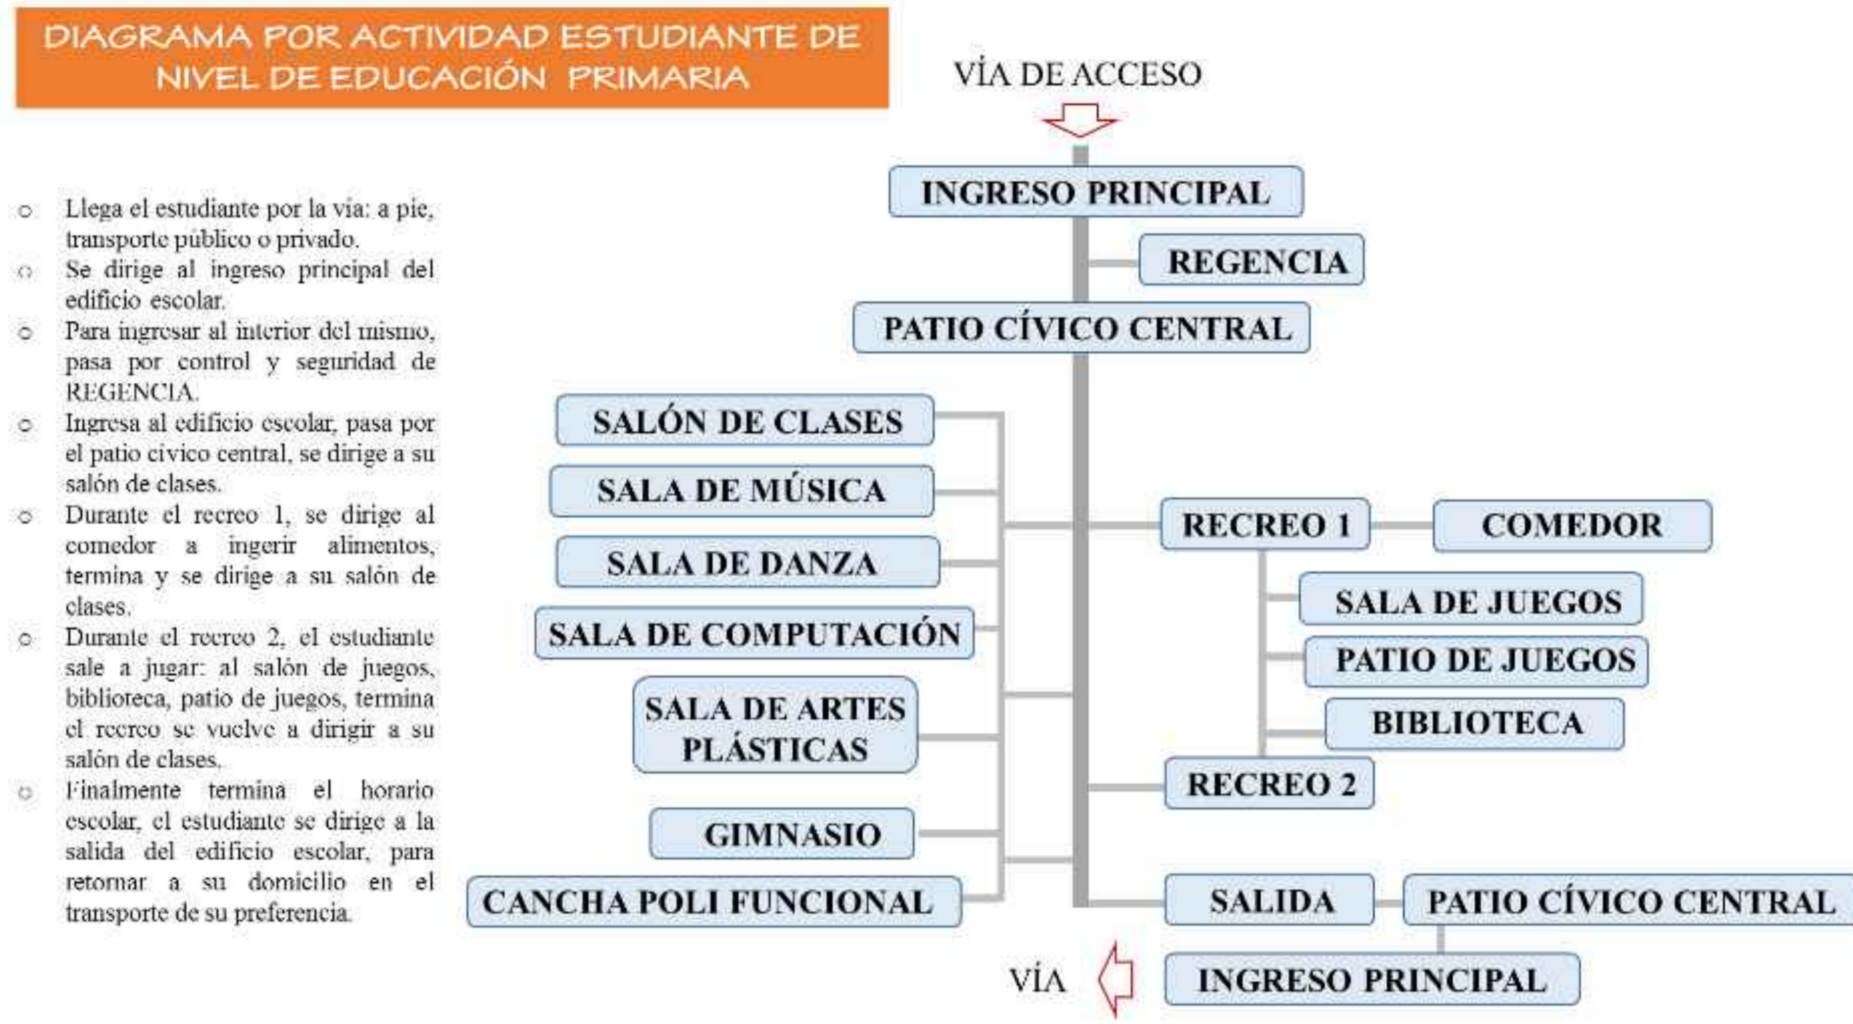 DIAGRAMA POR ACTIVIDAD ESTUDIANTE DE
NIVEL DE EDUCACIÓN PRIMARIA
Llega el estudiante por la vía: a pie,
transporte público o privado.
Se dirige al ingreso principal del
edificio escolar.
Para ingresar al interior del mismo,
pasa por control y seguridad de
REGENCIA.
Ingresa al edificio escolar, pasa por
el patio cívico central, se dirige a su
salón de clases.
Durante el recreo 1, se dirige al
comedor a ingerir alimentos,
termina y se dirige a su salón de
clases.
Durante el recreo 2, el estudiante
sale a jugar: al salón de juegos,
biblioteca, patio de juegos, termina
el recreo se vuelve a dirigir a su
salón de clases.
Finalmente termina el horario
escolar, el estudiante se dirige a la
salida del edificio escolar, para
retornar a su domicilio en el
transporte de su preferencia.
VÍA DE ACCESO
INGRESO PRINCIPAL
REGENCIA
PATIO CÍVICO CENTRAL
SALÓN DE CLASES
SALA DE MÚSICA
SALA DE DANZA
SALA DE COMPUTACIÓN
SALA DE ARTES
PLÁSTICAS
GIMNASIO
CANCHA POLI FUNCIONAL
RECREO 1
COMEDOR
SALA DE JUEGOS
PATIO DE JUEGOS
BIBLIOTECA
RECREO 2
SALIDA
PATIO CÍVICO CENTRAL
INGRESO PRINCIPAL
VÍA